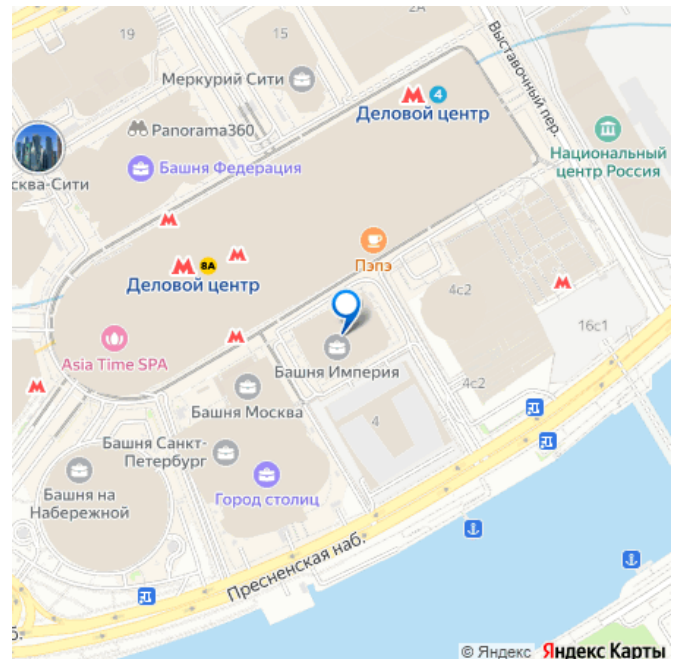 2А
19
15
Меркурий Сити
4
Деловой центр
Выставочный пер.
Panorama360
Национальный
центр Россия
сква-Сити
Башня Федерация
8А
Деловой центр
Пэпэ
4с2
16с1
Asia Time SPA
Башня Империя
4с2
Башня Москва
4
Башня Санкт-
Петербург
Башня на
Набережной
Город столиц
Пресненская наб.
б.
© Яндекс Яндекс Карты